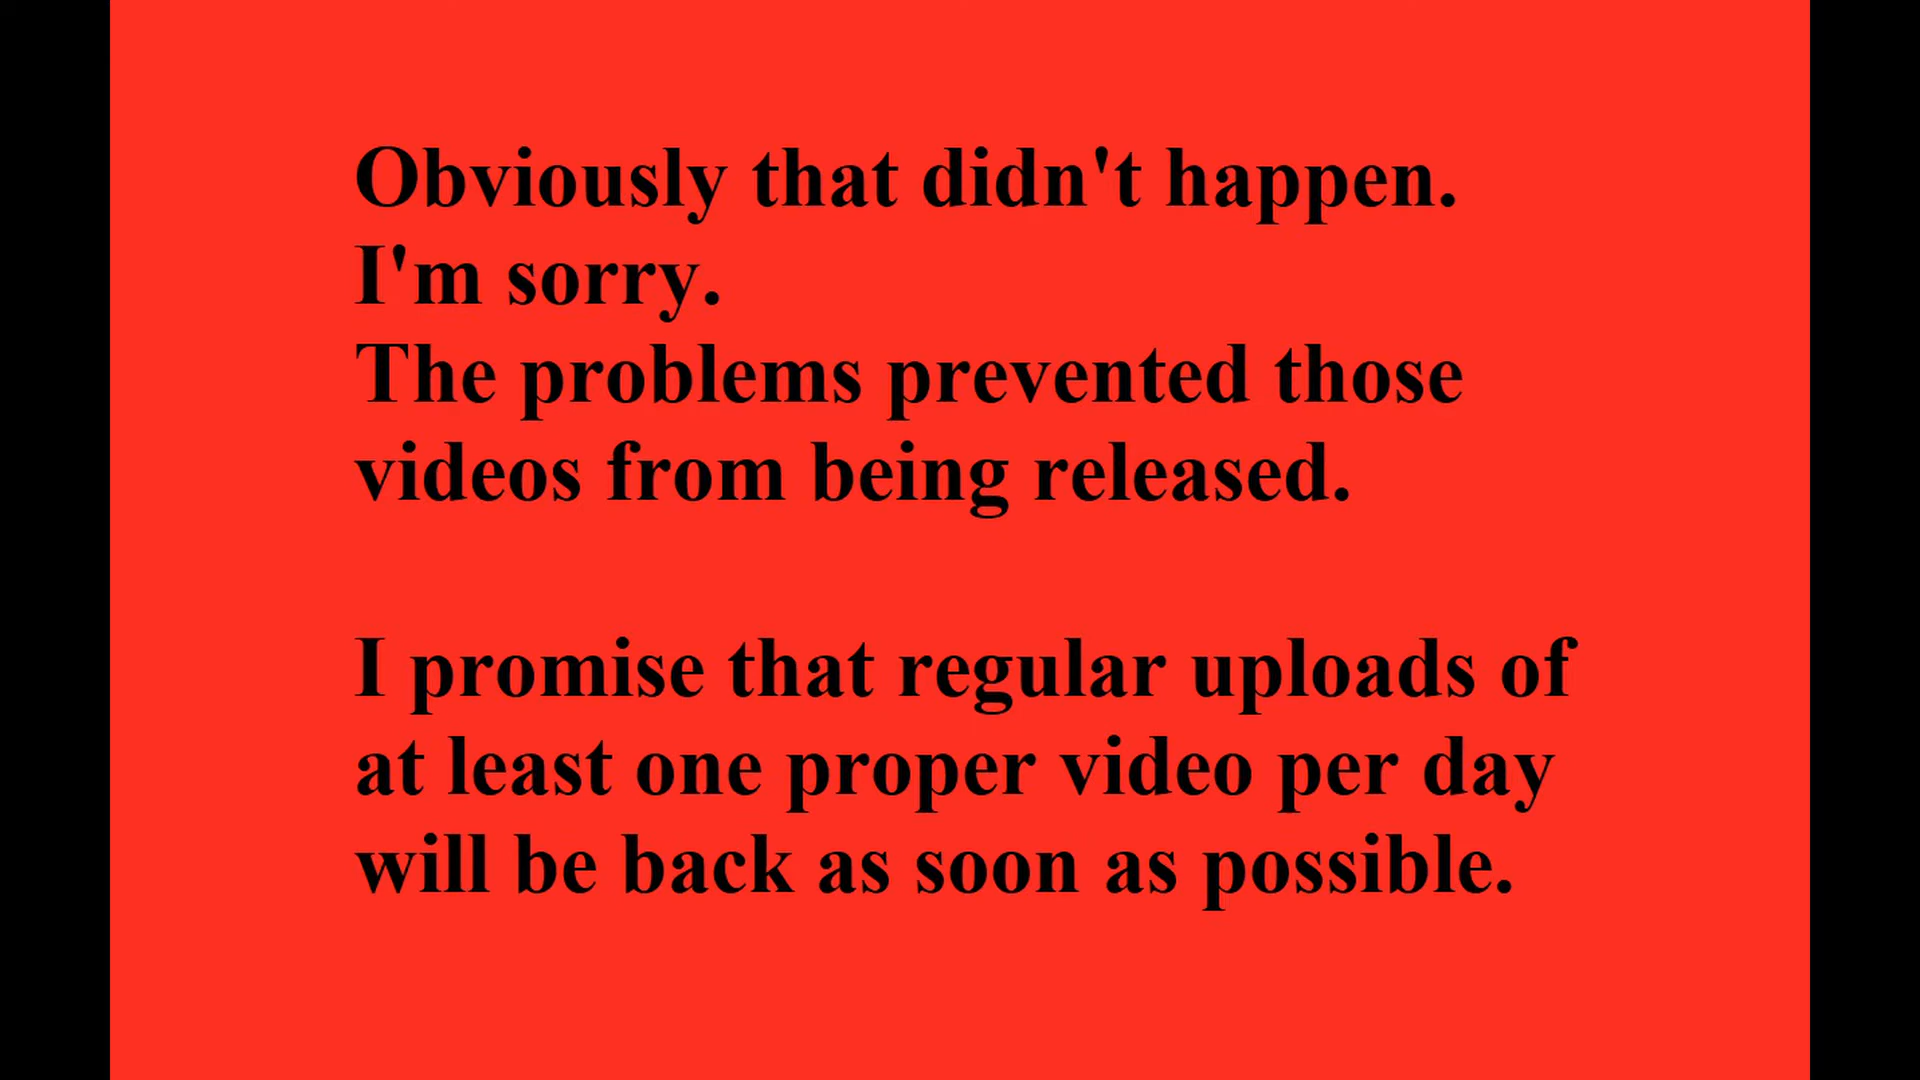 Obviously that didn't happen.
I'm sorry.
The problems prevented those
videos from being released.
I promise that regular uploads of
at least one proper video per day
will be back as soon as possible.